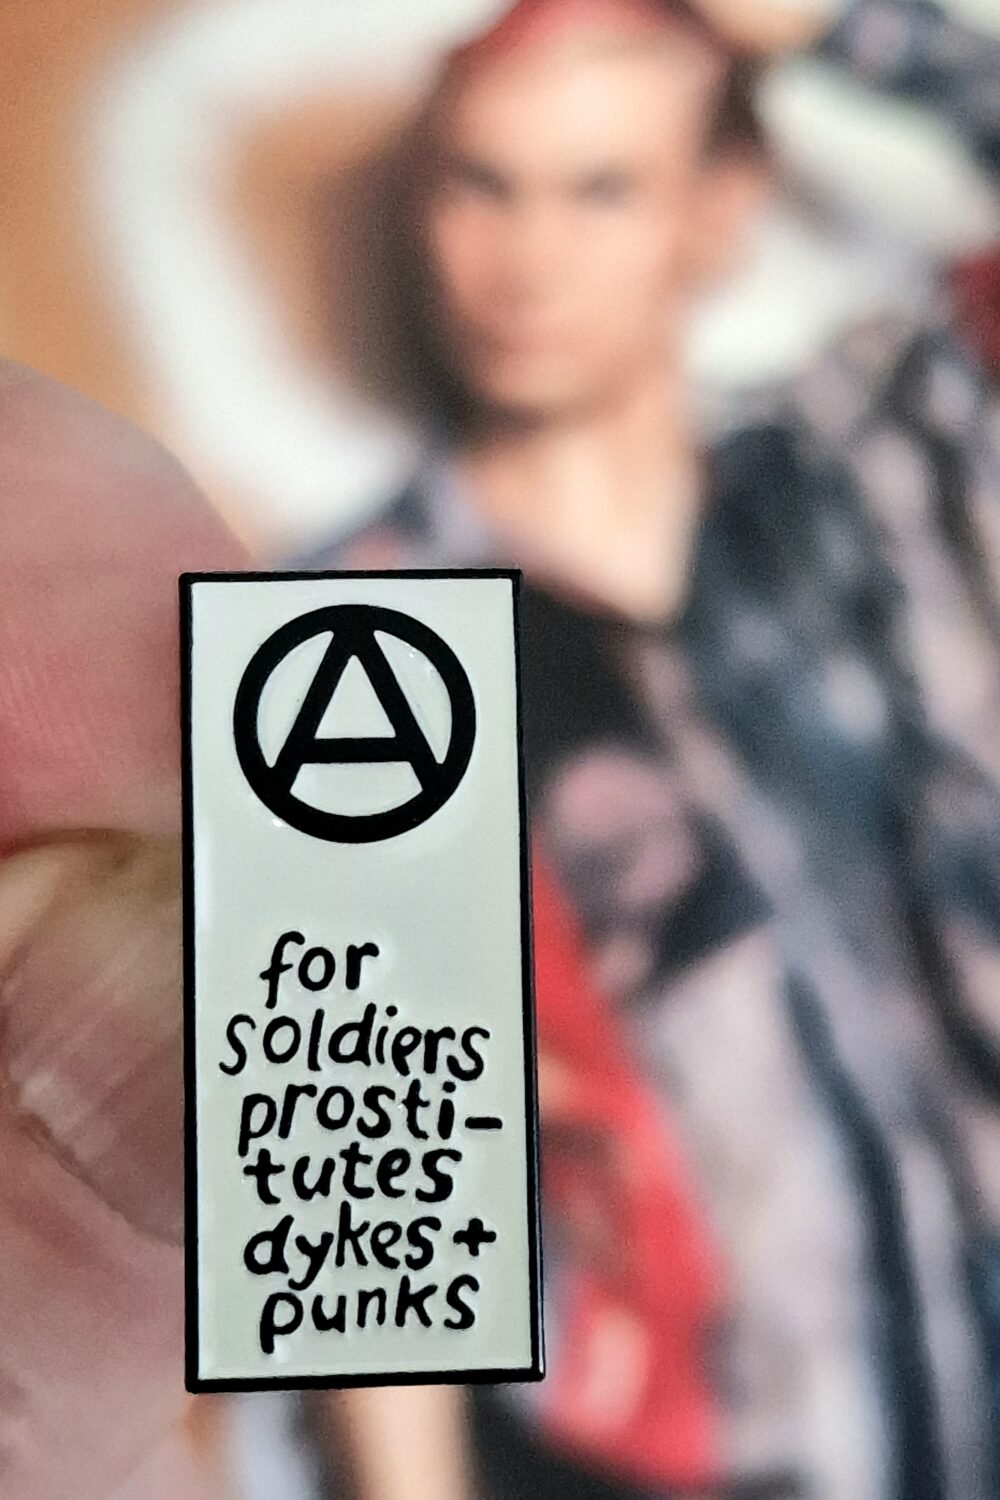 for
soldiers
prosti-
tutes
dykes +
punks